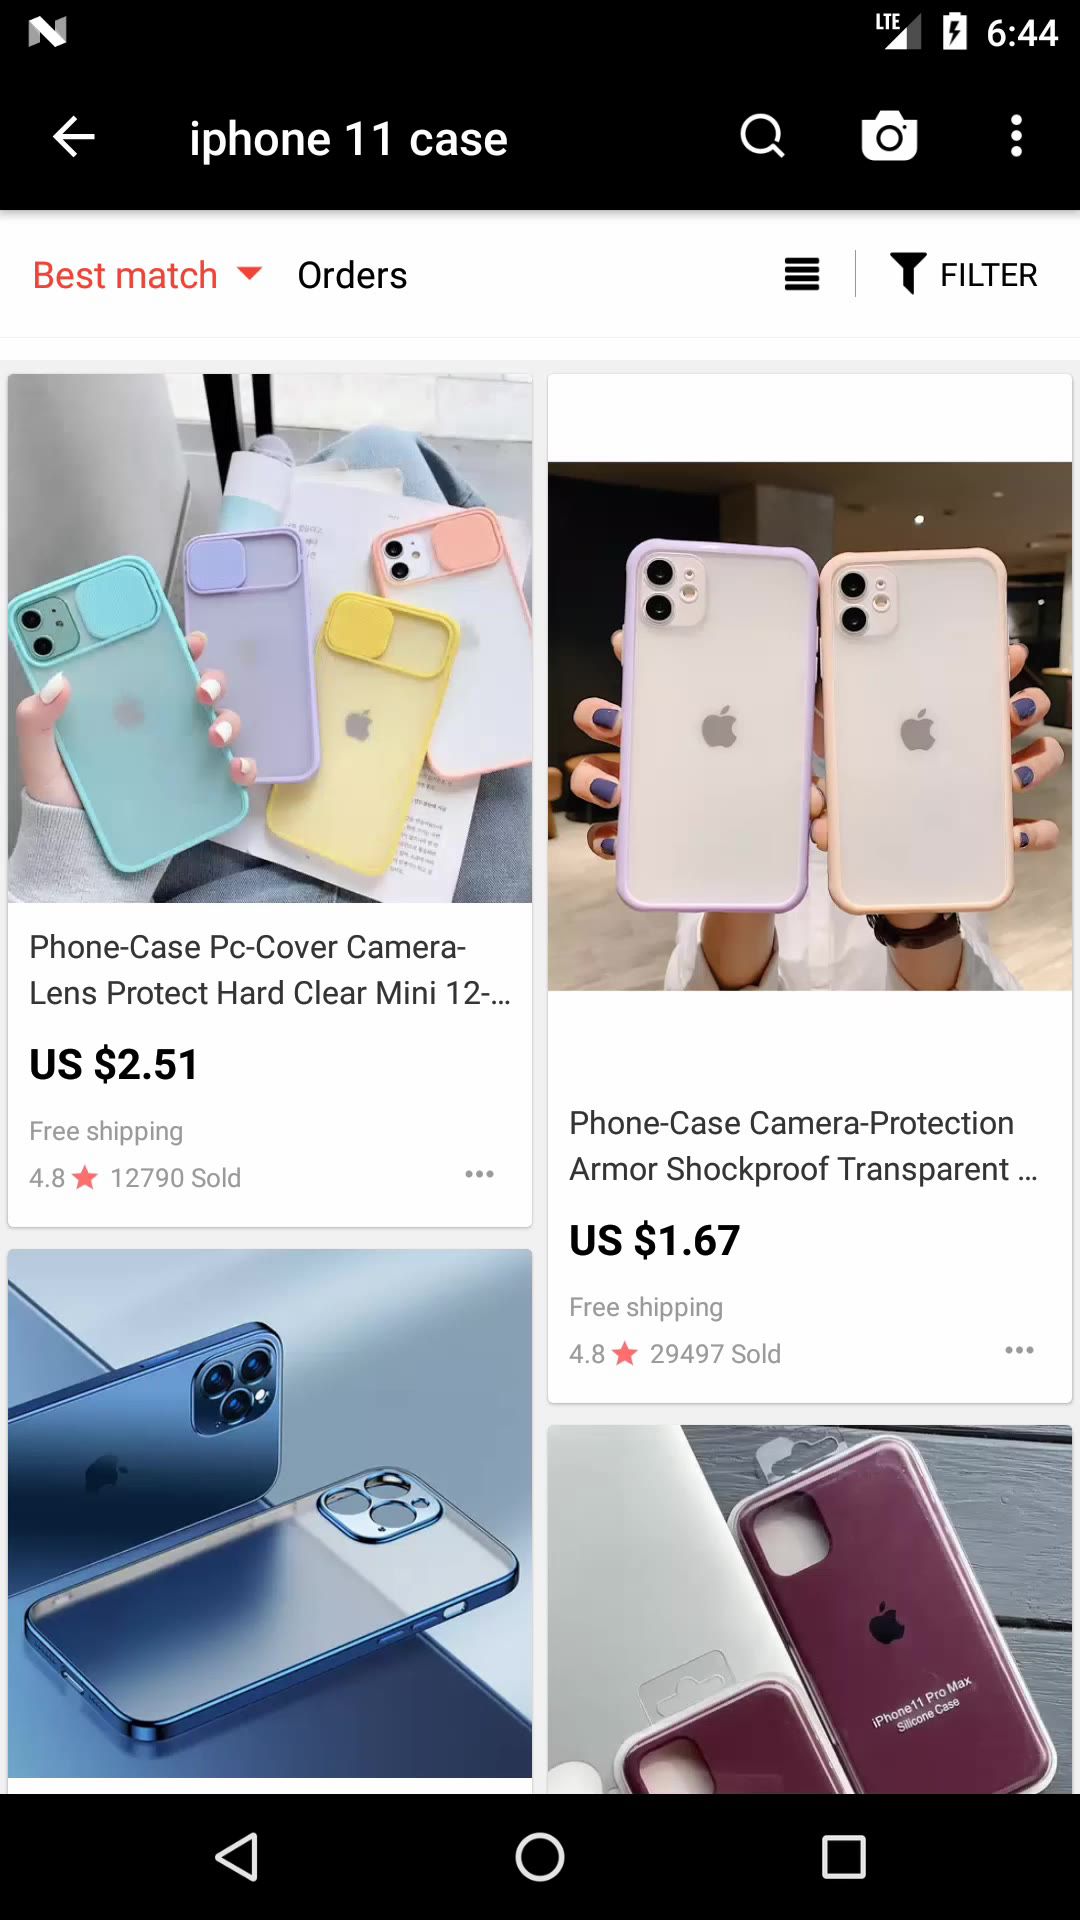 LTE 6:44
iphone 11 case
Best match Orders FILTER
Phone-Case Pc-Cover Camera-
Lens Protect Hard Clear Mini 12-...
US $2.51
Free shipping
4.8 12790 Sold
Phone-Case Camera-Protection
Armor Shockproof Transparent ...
US $1.67
Free shipping
4.8 29497 Sold
iPhone11 Pro Max
Silicone Case